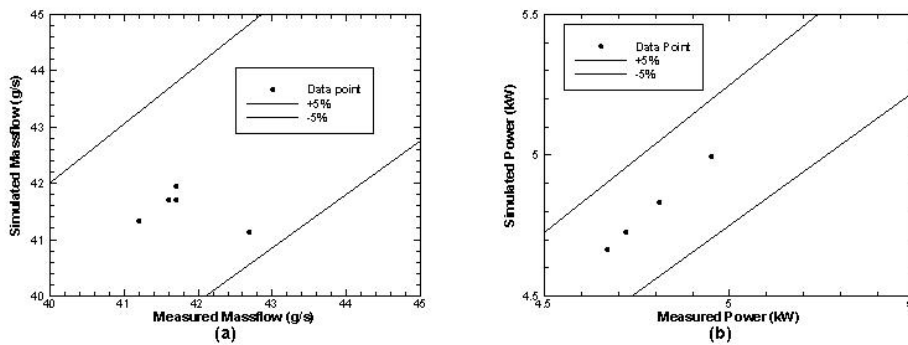 45
44
43
42
41
40
Simulated Massflow (g/s)
Data point
+5%
-5%
40
41
42
43
44
45
Measured Massflow (g/s)
(a)
5.5
5
4.5
Simulated Power (kW)
Data Point
+5%
-5%
4.5
5
Measured Power (kW)
(b)